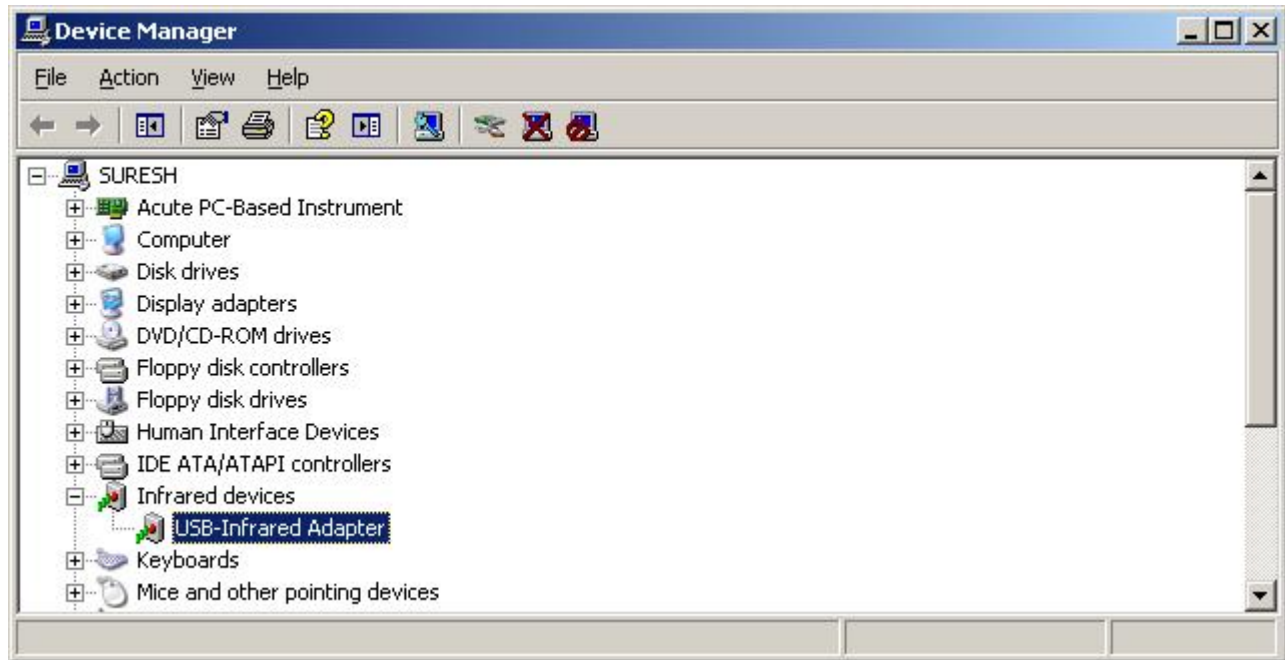 Device Manager
File Action View Help
SURESH
Acute PC-Based Instrument
Computer
Disk drives
Display adapters
DVD/CD-ROM drives
Floppy disk controllers
Floppy disk drives
Human Interface Devices
IDE ATA/ATAPI controllers
Infrared devices
USB-Infrared Adapter
Keyboards
Mice and other pointing devices